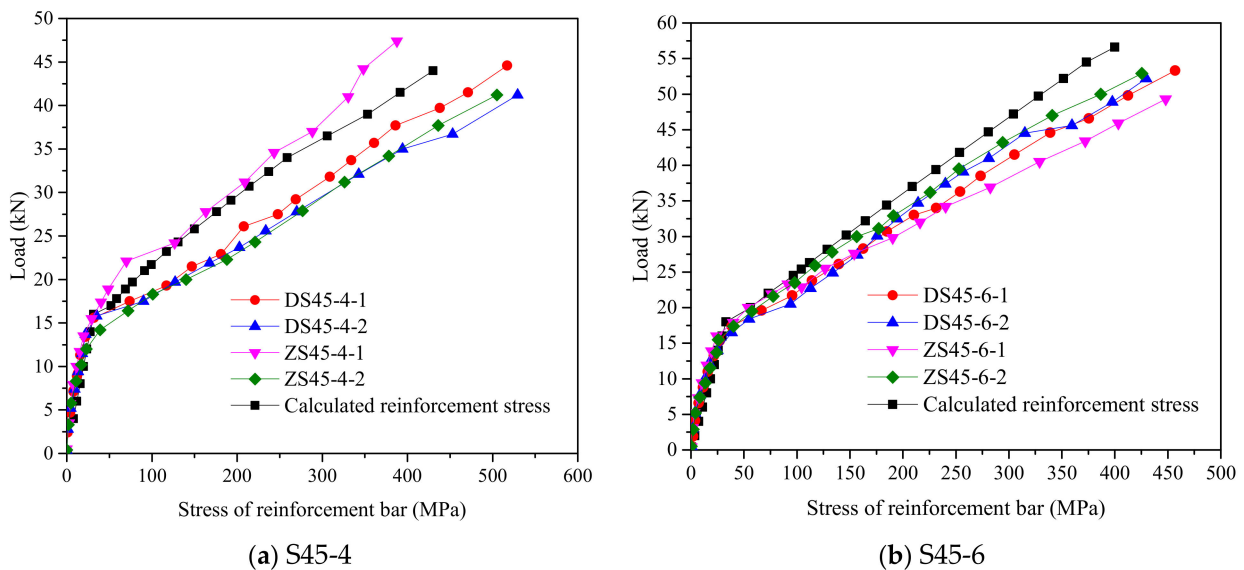 50
45
40
35
30
25
20
15
10
5
0
Load (kN)
DS45-4-1
DS45-4-2
ZS45-4-1
ZS45-4-2
Calculated reinforcement stress
0 100 200 300 400 500 600
Stress of reinforcement bar (MPa)
(a) S45-4
60
55
50
45
40
35
30
25
20
15
10
5
0
Load (kN)
DS45-6-1
DS45-6-2
ZS45-6-1
ZS45-6-2
Calculated reinforcement stress
0 50 100 150 200 250 300 350 400 450 500
Stress of reinforcement bar (MPa)
(b) S45-6